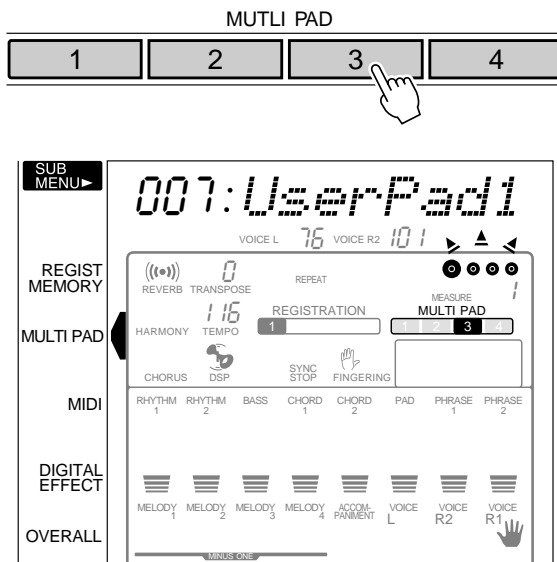 MUTLI PAD
1 2 3 4
SUB MENU►
007:UserPad1
VOICE L 76 VOICE R2 101
REGIST MEMORY
REVERB TRANSPOSE 0 REPEAT
MEASURE 1
HARMONY TEMPO 116
REGISTRATION 1
MULTI PAD
1 2 3 4
MULTI PAD
CHORUS DSP SYNC STOP FINGERING
MIDI
RHYTHM 1 RHYTHM 2 BASS CHORD 1 CHORD 2 PAD PHRASE 1 PHRASE 2
DIGITAL EFFECT
MELODY 1 MELODY 2 MELODY 3 MELODY 4 ACCOM-PANIMENT VOICE L VOICE R2 VOICE R1
OVERALL
MINUS ONE